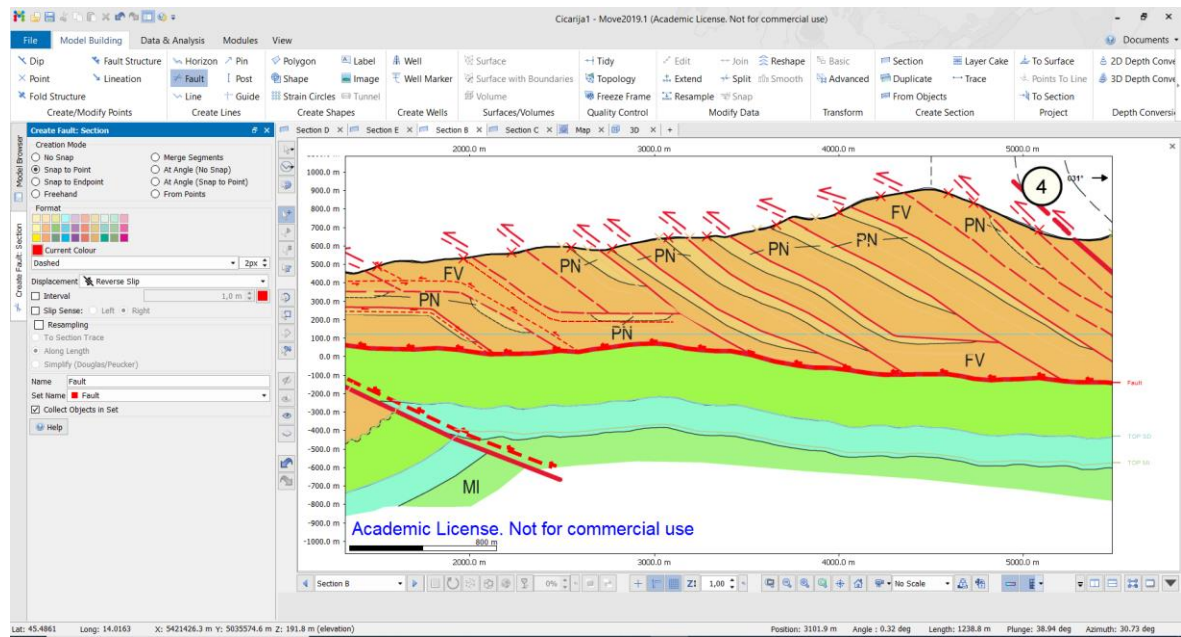 Cicarija1 - Move2019.1 (Academic License. Not for commercial use)
File Model Building Data & Analysis Modules View Documents
Dip Fault Structure Horizon Pin Polygon Label Well Surface Tidy Edit Join Reshape Basic Section Layer Cake To Surface 2D Depth Conve
Point Lineation Fault Post Shape Image Well Marker Surface with Boundaries Topology Extend Split Smooth Advanced Duplicate Trace Points To Line 3D Depth Conve
Fold Structure Line Guide Strain Circles Tunnel Volume Freeze Frame Resample Snap From Objects To Section
Create/Modify Points Create Lines Create Shapes Create Wells Surfaces/Volumes Quality Control Modify Data Transform Create Section Project Depth Conversi
Create Fault: Section
Section D Section E Section B Section C Map 3D +
Model Browser
Create Fault: Section
Creation Mode
No Snap Merge Segments
Snap to Point At Angle (No Snap)
Snap to Endpoint At Angle (Snap to Point)
Freehand From Points
Format
Current Colour
Dashed 2px
Displacement Reverse Slip
Interval 1,0 m
Slip Sense: Left Right
Resampling
To Section Trace
Along Length
Simplify (Douglas/Peucker)
Name Fault
Set Name Fault
Collect Objects in Set
Help
2000.0 m 3000.0 m 4000.0 m 5000.0 m
1000.0 m
900.0 m
800.0 m
700.0 m
600.0 m
500.0 m
400.0 m
300.0 m
200.0 m
100.0 m
0.0 m
-100.0 m
-200.0 m
-300.0 m
-400.0 m
-500.0 m
-600.0 m
-700.0 m
-800.0 m
-900.0 m
-1000.0 m
4
031°
FV PN
PN PN PN PN
FV
PN
PN
FV
Fault
MI
Academic License. Not for commercial use
800 m
2000.0 m 3000.0 m 4000.0 m 5000.0 m
Section B 0% Z: 1,00 No Scale
Lat: 45.4861 Long: 14.0163 X: 5421426.3 m Y: 5035574.6 m Z: 191.8 m (elevation) Position: 3101.9 m Angle : 0.32 deg Length: 1238.8 m Plunge: 38.94 deg Azimuth: 30.73 deg